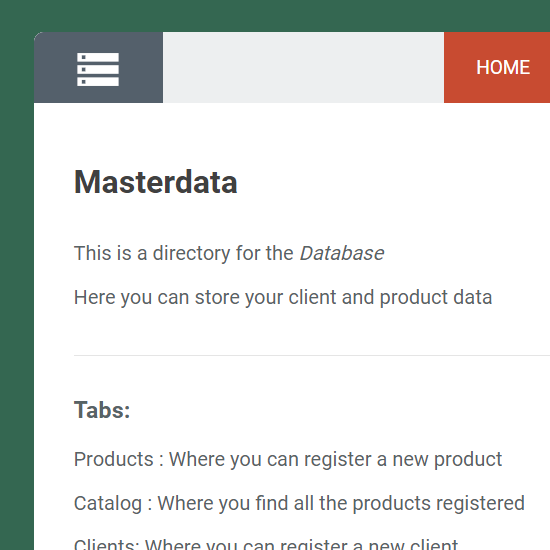 HOME
Masterdata
This is a directory for the Database
Here you can store your client and product data
Tabs:
Products : Where you can register a new product
Catalog : Where you find all the products registered
Clients: Where you can register a new client